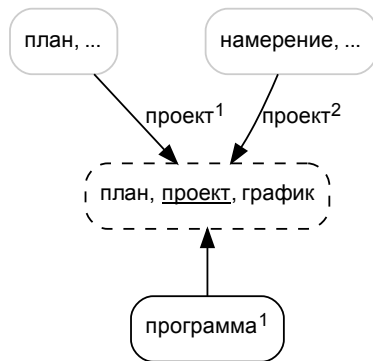 план, ...
намерение, ...
проект1
проект2
план, проект, график
программа1